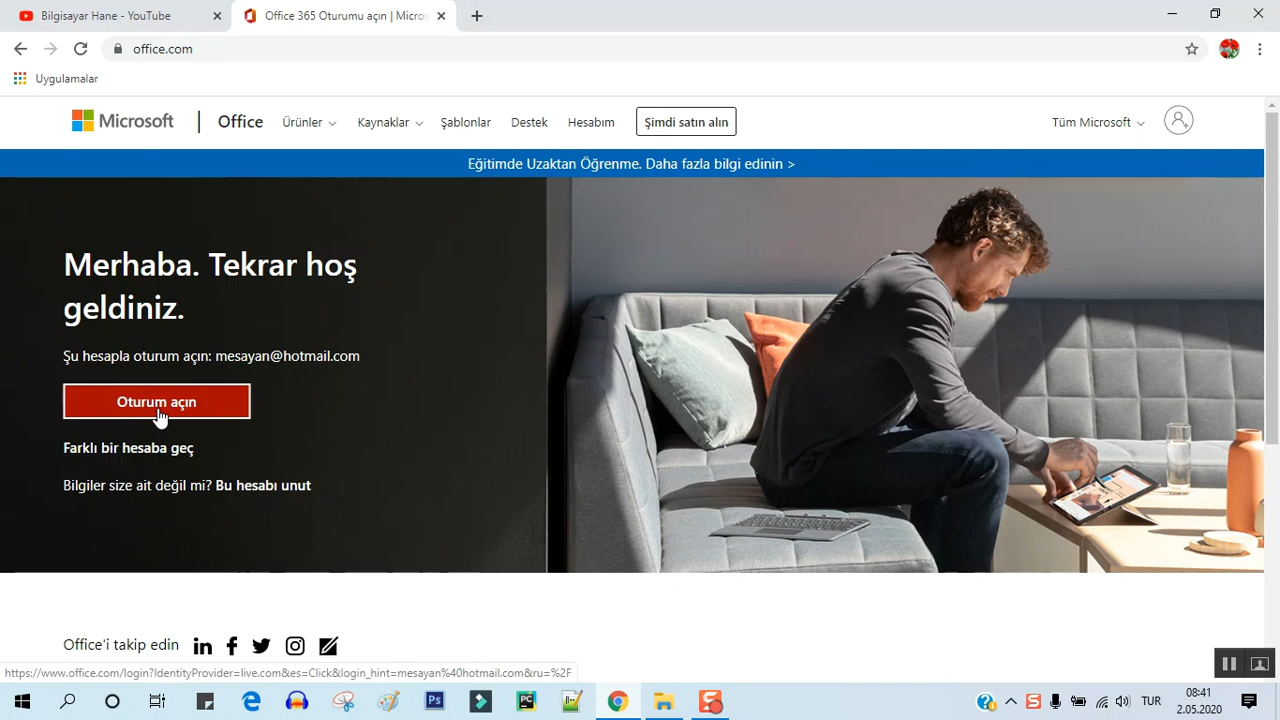 Bilgisayar Hane - YouTube
Office 365 Oturumu açın | Micros
office.com
Uygulamalar
Microsoft
Office
Ürünler
Kaynaklar
Şablonlar
Destek
Hesabım
Şimdi satın alın
Tüm Microsoft
Eğitimde Uzaktan Öğrenme. Daha fazla bilgi edinin >
Merhaba. Tekrar hoş
geldiniz.
Şu hesapla oturum açın: mesayan@hotmail.com
Oturum açın
Farklı bir hesaba geç
Bilgiler size ait değil mi? Bu hesabı unut
Office'i takip edin
https://www.office.com/login?IdentityProvider=live.com&es=Click&login_hint=mesayan%40hotmail.com&ru=%2F
Ps
PC
TUR
08:41
2.05.2020